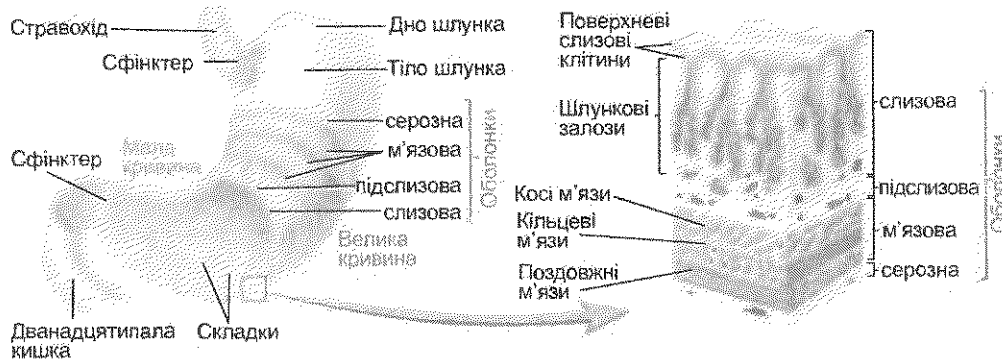 Стравохід
Сфінктер
Дно шлунка
Тіло шлунка
серозна
м'язова
підслизова
слизова
Оболонки
Мала
кривина
Сфінктер
Велика
кривина
Дванадцятипала
кишка
Складки
Поверхневі
слизові
клітини
Шлункові
залози
Косі м'язи
Кільцеві
м'язи
Поздовжні
м'язи
слизова
підслизова
м'язова
серозна
Оболонки